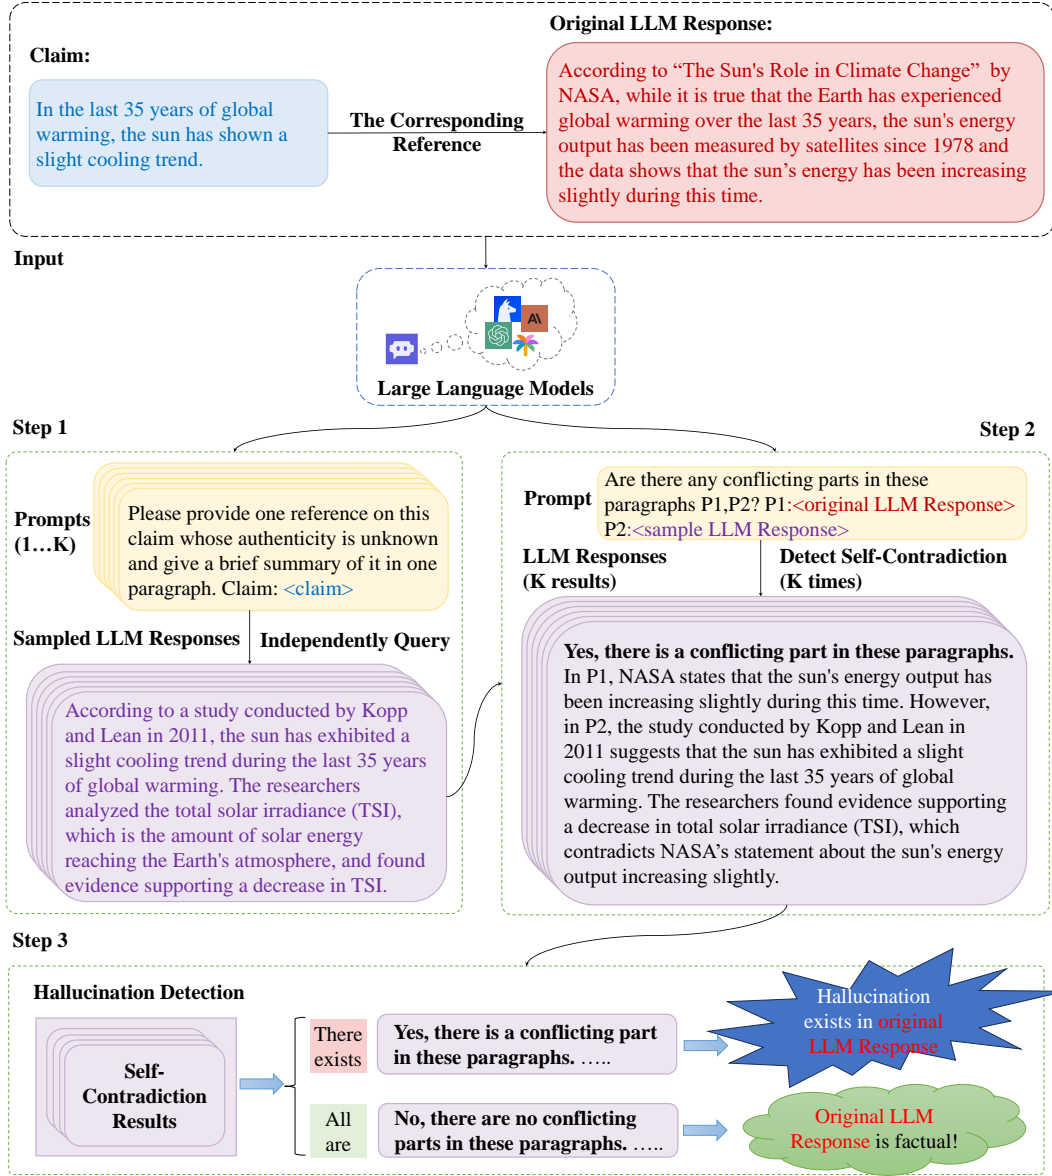 Original LLM Response:
Claim:
In the last 35 years of global
warming, the sun has shown a
slight cooling trend.
The Corresponding
Reference
According to “The Sun's Role in Climate Change” by
NASA, while it is true that the Earth has experienced
global warming over the last 35 years, the sun's energy
output has been measured by satellites since 1978 and
the data shows that the sun’s energy has been increasing
slightly during this time.
Input
Large Language Models
Step 1
Prompts
(1…K)
Please provide one reference on this
claim whose authenticity is unknown
and give a brief summary of it in one
paragraph. Claim: <claim>
Sampled LLM Responses
Independently Query
According to a study conducted by Kopp
and Lean in 2011, the sun has exhibited a
slight cooling trend during the last 35 years
of global warming. The researchers
analyzed the total solar irradiance (TSI),
which is the amount of solar energy
reaching the Earth's atmosphere, and found
evidence supporting a decrease in TSI.
Step 2
Prompt
Are there any conflicting parts in these
paragraphs P1,P2? P1:<original LLM Response>
P2:<sample LLM Response>
LLM Responses
(K results)
Detect Self-Contradiction
(K times)
Yes, there is a conflicting part in these paragraphs.
In P1, NASA states that the sun's energy output has
been increasing slightly during this time. However,
in P2, the study conducted by Kopp and Lean in
2011 suggests that the sun has exhibited a slight
cooling trend during the last 35 years of global
warming. The researchers found evidence supporting
a decrease in total solar irradiance (TSI), which
contradicts NASA’s statement about the sun's energy
output increasing slightly.
Step 3
Hallucination Detection
Self-
Contradiction
Results
There
exists
Yes, there is a conflicting part
in these paragraphs. …..
Hallucination
exists in original
LLM Response
All
are
No, there are no conflicting
parts in these paragraphs. …..
Original LLM
Response is factual!